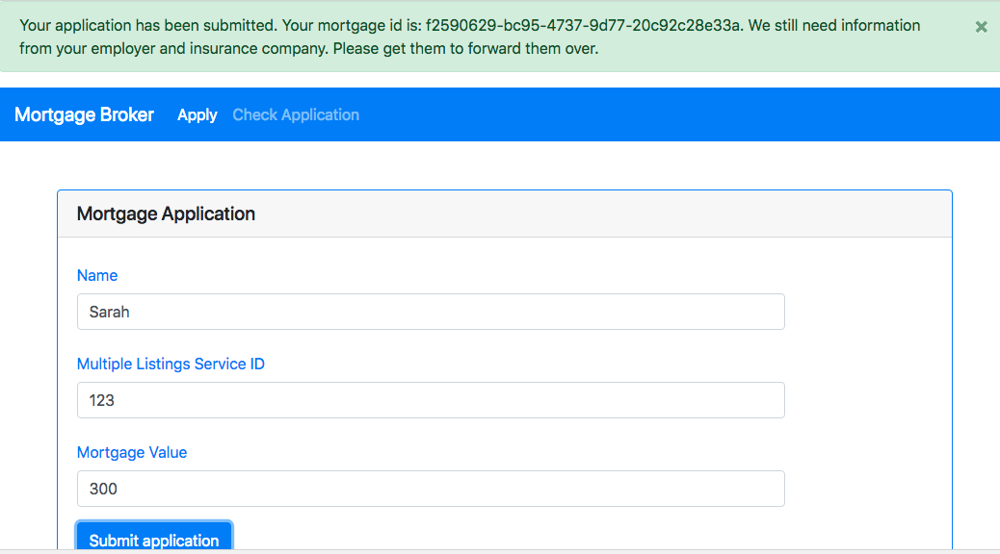 Your application has been submitted. Your mortgage id is: f2590629-bc95-4737-9d77-20c92c28e33a. We still need information
from your employer and insurance company. Please get them to forward them over.
×
Mortgage Broker Apply Check Application
Mortgage Application
Name
Sarah
Multiple Listings Service ID
123
Mortgage Value
300
Submit application